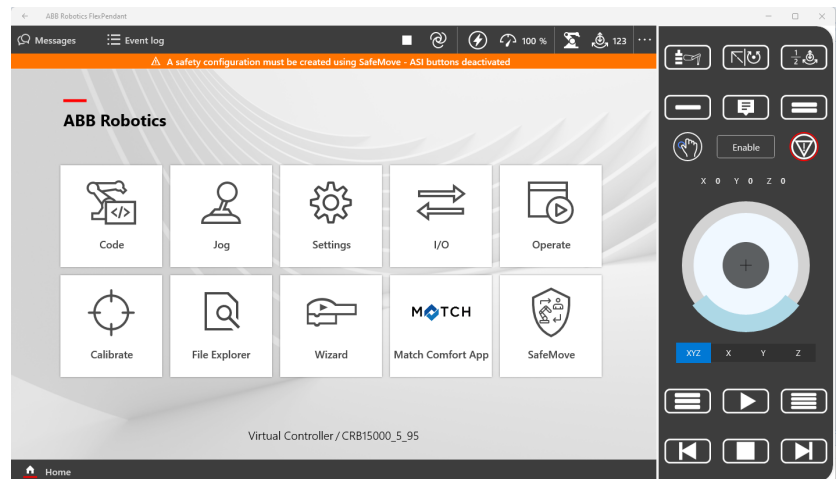 ABB Robotics FlexPendant
Messages
Event log
100 %
123
A safety configuration must be created using SafeMove - ASI buttons deactivated
ABB Robotics
</>
Code
Jog
Settings
I/O
Operate
Calibrate
File Explorer
Wizard
MATCH
Match Comfort App
SafeMove
Virtual Controller / CRB15000_5_95
Home
1
2
Enable
X 0 Y 0 Z 0
XYZ X Y Z